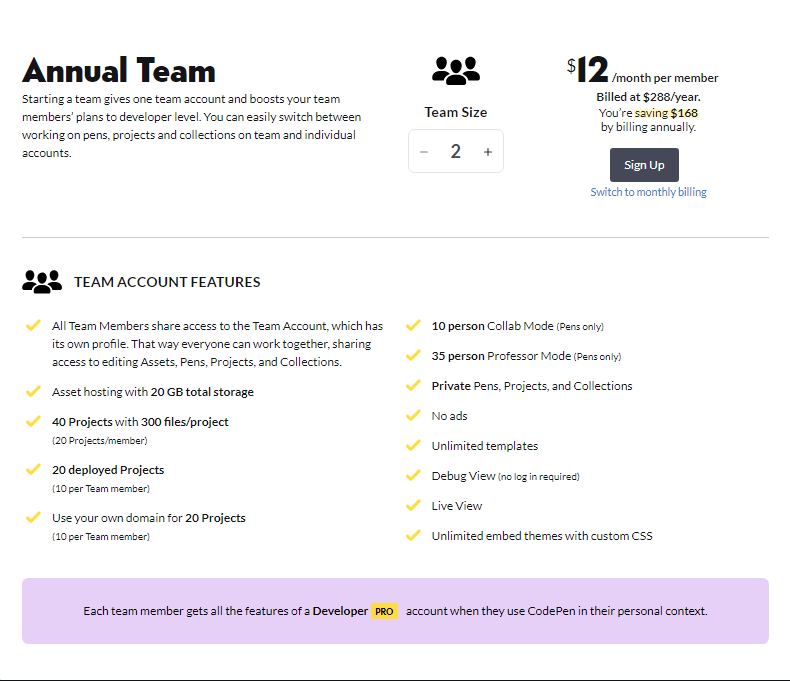 Annual Team
Starting a team gives one team account and boosts your team
members' plans to developer level. You can easily switch between
working on pens, projects and collections on team and individual
accounts.
Team Size
− 2 +
$12 /month per member
Billed at $288/year.
You're saving $168
by billing annually.
Sign Up
Switch to monthly billing
TEAM ACCOUNT FEATURES
All Team Members share access to the Team Account, which has
its own profile. That way everyone can work together, sharing
access to editing Assets, Pens, Projects, and Collections.
Asset hosting with 20 GB total storage
40 Projects with 300 files/project
(20 Projects/member)
20 deployed Projects
(10 per Team member)
Use your own domain for 20 Projects
(10 per Team member)
10 person Collab Mode (Pens only)
35 person Professor Mode (Pens only)
Private Pens, Projects, and Collections
No ads
Unlimited templates
Debug View (no log in required)
Live View
Unlimited embed themes with custom CSS
Each team member gets all the features of a Developer PRO account when they use CodePen in their personal context.